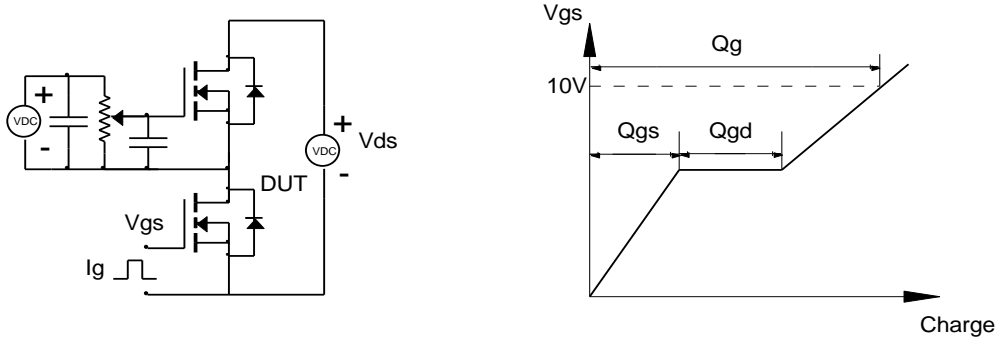 +
VDC
-
+
VDC
Vds
-
DUT
Vgs
Ig
Vgs
Qg
10V
Qgs
Qgd
Charge